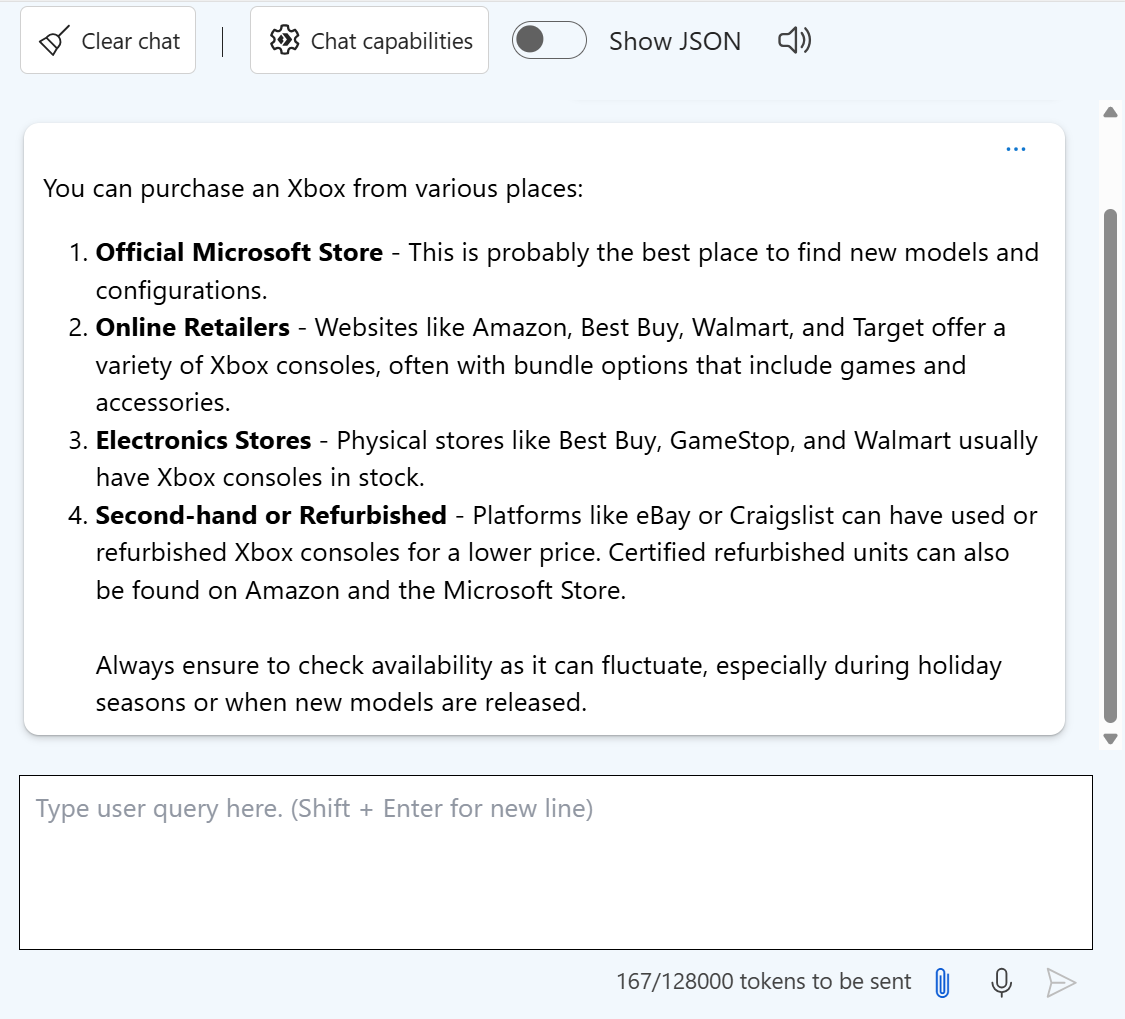 Clear chat | Chat capabilities Show JSON
...
You can purchase an Xbox from various places:
1. Official Microsoft Store - This is probably the best place to find new models and
configurations.
2. Online Retailers - Websites like Amazon, Best Buy, Walmart, and Target offer a
variety of Xbox consoles, often with bundle options that include games and
accessories.
3. Electronics Stores - Physical stores like Best Buy, GameStop, and Walmart usually
have Xbox consoles in stock.
4. Second-hand or Refurbished - Platforms like eBay or Craigslist can have used or
refurbished Xbox consoles for a lower price. Certified refurbished units can also
be found on Amazon and the Microsoft Store.
Always ensure to check availability as it can fluctuate, especially during holiday
seasons or when new models are released.
Type user query here. (Shift + Enter for new line)
167/128000 tokens to be sent